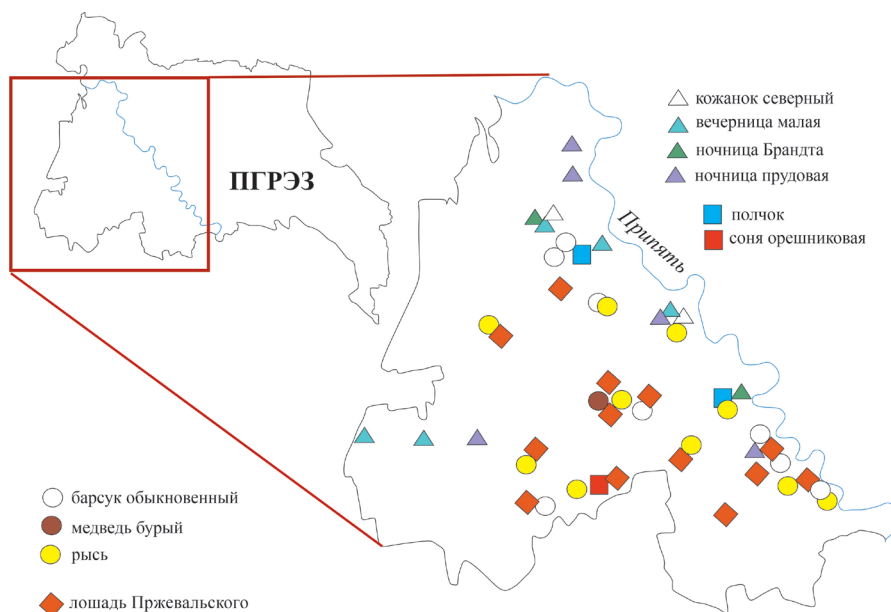 ПГРЭЗ
Припять
кожанок северный
вечерница малая
ночница Брандта
ночница прудовая
полчок
соня орешниковая
барсук обыкновенный
медведь бурый
рысь
лошадь Пржевальского